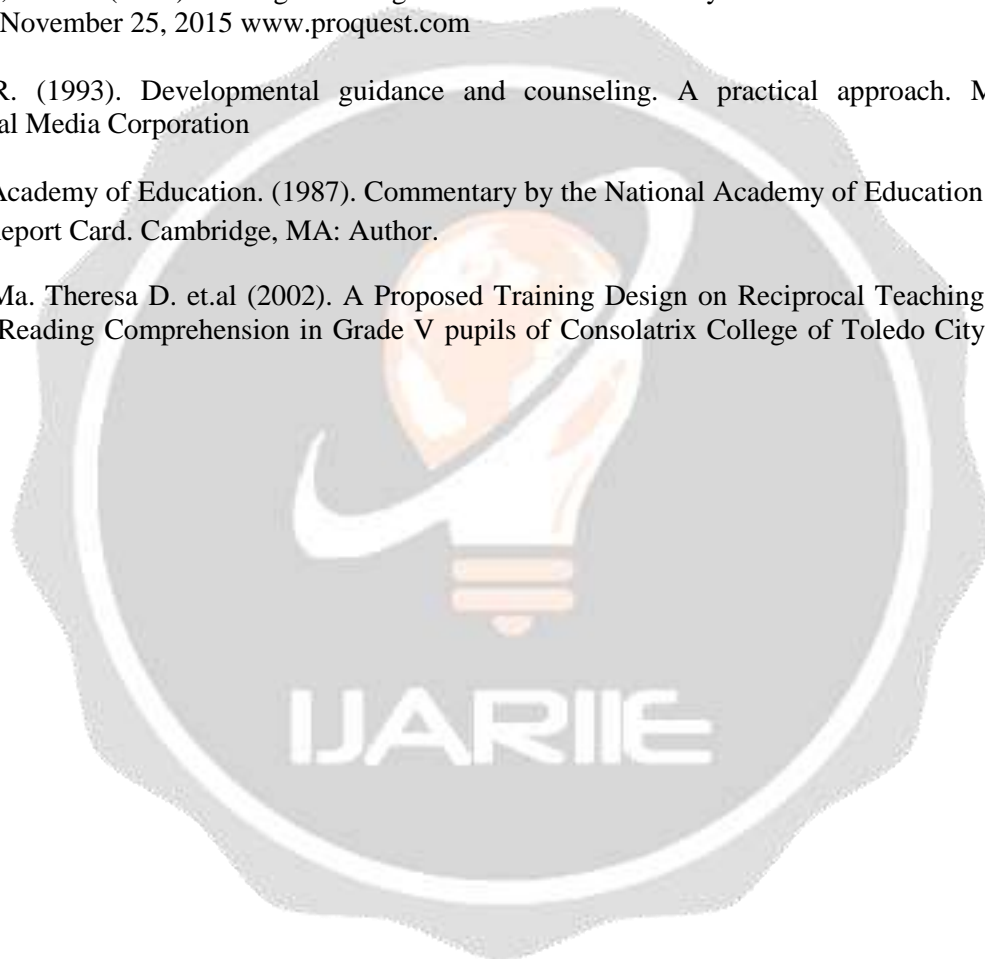 November 25, 2015 www.proquest.com
R. (1993). Developmental guidance and counseling. A practical approach. M
al Media Corporation
Academy of Education. (1987). Commentary by the National Academy of Education
eport Card. Cambridge, MA: Author.
Ma. Theresa D. et.al (2002). A Proposed Training Design on Reciprocal Teaching
Reading Comprehension in Grade V pupils of Consolatrix College of Toledo City
IJARIIE